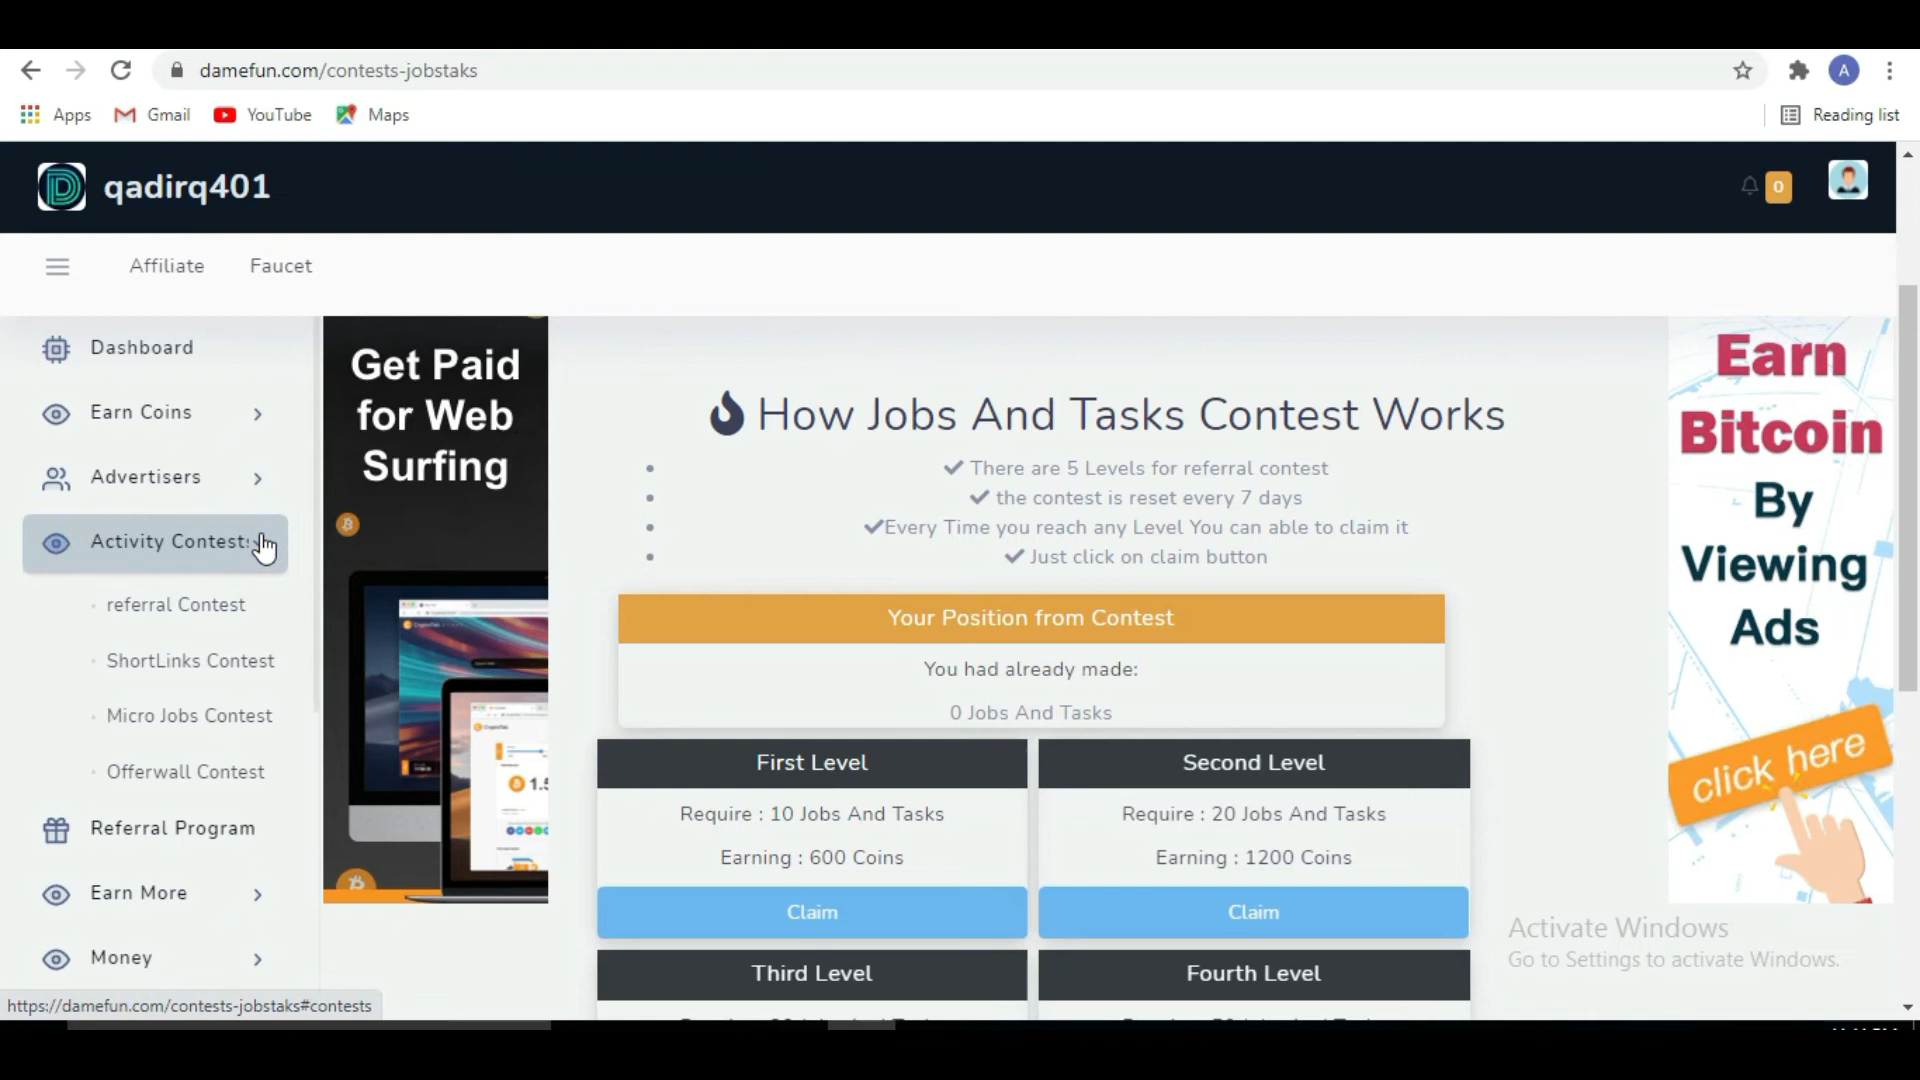 damefun.com/contests-jobstaks
A
Apps
Gmail
YouTube
Maps
Reading list
qadirq401
0
Affiliate
Faucet
Dashboard
Earn Coins
Advertisers
Activity Contests
referral Contest
ShortLinks Contest
Micro Jobs Contest
Offerwall Contest
Referral Program
Earn More
Money
https://damefun.com/contests-jobstaks#contests
Get Paid
for Web
Surfing
How Jobs And Tasks Contest Works
There are 5 Levels for referral contest
the contest is reset every 7 days
Every Time you reach any Level You can able to claim it
Just click on claim button
Your Position from Contest
You had already made:
0 Jobs And Tasks
First Level
Require : 10 Jobs And Tasks
Earning : 600 Coins
Claim
Second Level
Require : 20 Jobs And Tasks
Earning : 1200 Coins
Claim
Third Level
Fourth Level
Earn
Bitcoin
By
Viewing
Ads
click here
Activate Windows
Go to Settings to activate Windows.